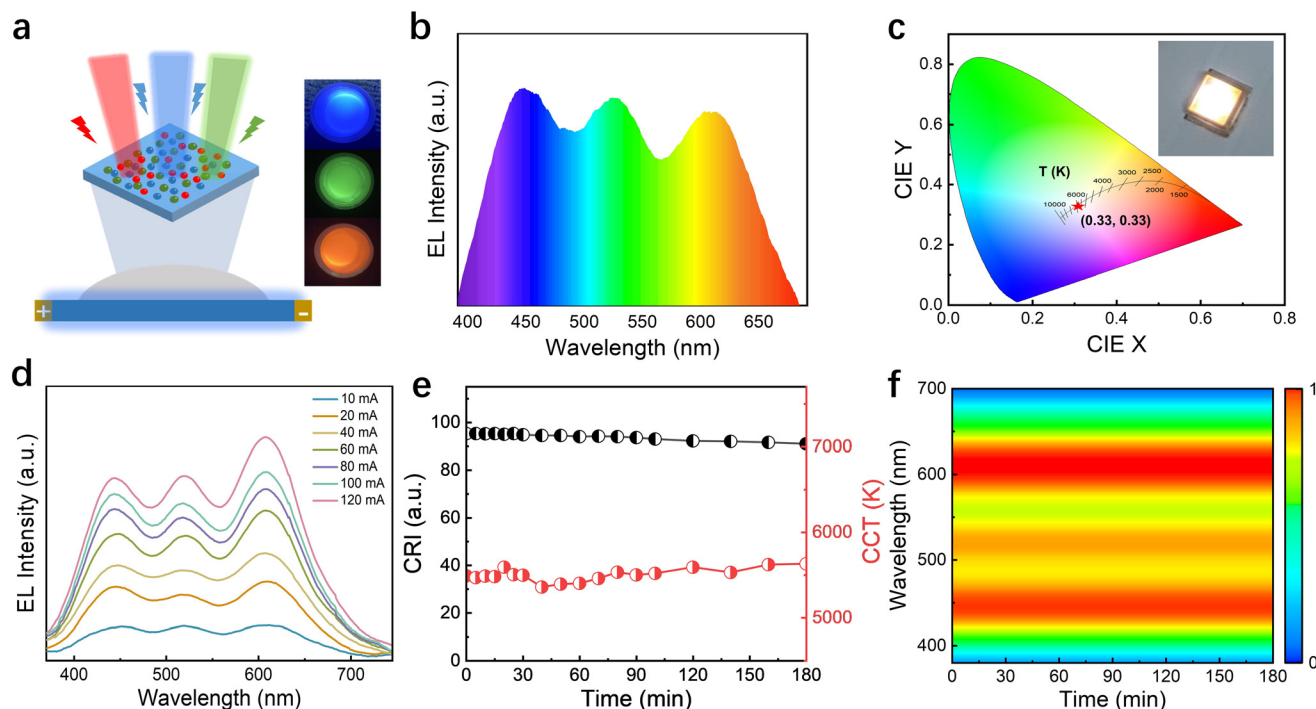 a
+
-
b
EL Intensity (a.u.)
400 450 500 550 600 650
Wavelength (nm)
c
0.8
0.6
0.4
0.2
0.0
CIE Y
T (K)
10000 6000 4000 3000 2500 2000 1500
(0.33, 0.33)
0.0 0.2 0.4 0.6 0.8
CIE X
d
EL Intensity (a.u.)
10 mA
20 mA
40 mA
60 mA
80 mA
100 mA
120 mA
400 500 600 700
Wavelength (nm)
e
CRI (a.u.)
100
80
60
40
20
0
7000
6000
5000
CCT (K)
0 30 60 90 120 150 180
Time (min)
f
Wavelength (nm)
700
600
500
400
0 30 60 90 120 150 180
Time (min)
1
0